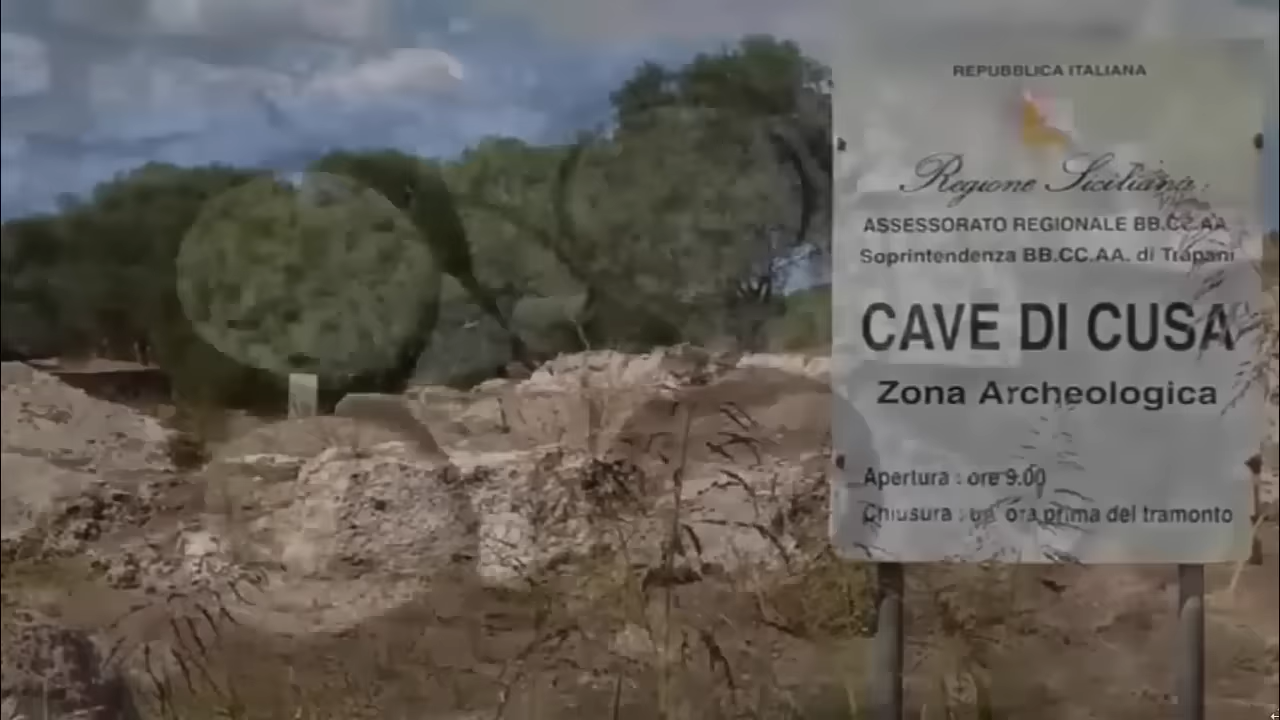 REPUBBLICA ITALIANA
Regione Siciliana
ASSESSORATO REGIONALE BB.CC.AA.
Soprintendenza BB.CC.AA. di Trapani
CAVE DI CUSA
Zona Archeologica
Apertura : ore 9.00
Chiusura : ora prima del tramonto